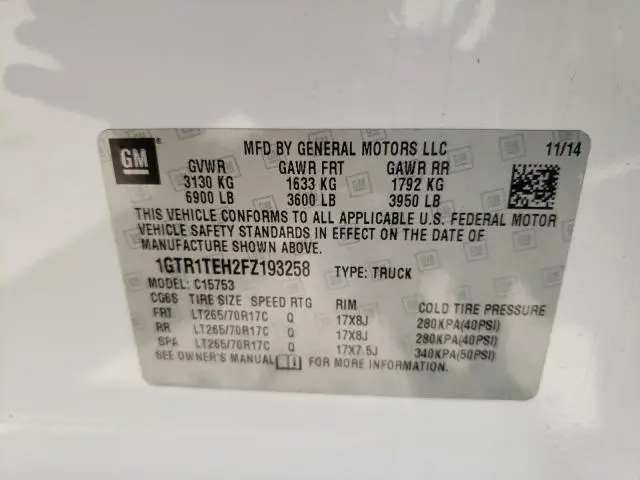 GM ®
MFD BY GENERAL MOTORS LLC 11/14
GVWR GAWR FRT GAWR RR
3130 KG 1633 KG 1792 KG
6900 LB 3600 LB 3950 LB
THIS VEHICLE CONFORMS TO ALL APPLICABLE U.S. FEDERAL MOTOR
VEHICLE SAFETY STANDARDS IN EFFECT ON THE DATE OF
MANUFACTURE SHOWN ABOVE.
1GTR1TEH2FZ193258 TYPE: TRUCK
MODEL: C15753
CG6S TIRE SIZE SPEED RTG RIM COLD TIRE PRESSURE
FRT LT265/70R17C Q 17X8J 280KPA(40PSI)
RR LT265/70R17C Q 17X8J 280KPA(40PSI)
SPA LT265/70R17C Q 17X7.5J 340KPA(50PSI)
SEE OWNER'S MANUAL FOR MORE INFORMATION.